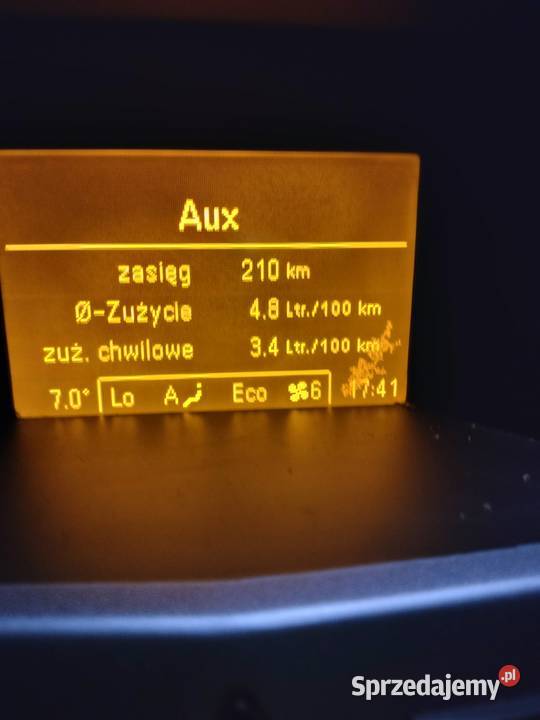 Aux
zasięg 210 km
Ø-Zużycie 4.8 Ltr./100 km
zuż. chwilowe 3.4 Ltr./100 km
7.0° Lo A Eco 6 17:41
Sprzedajemy.pl